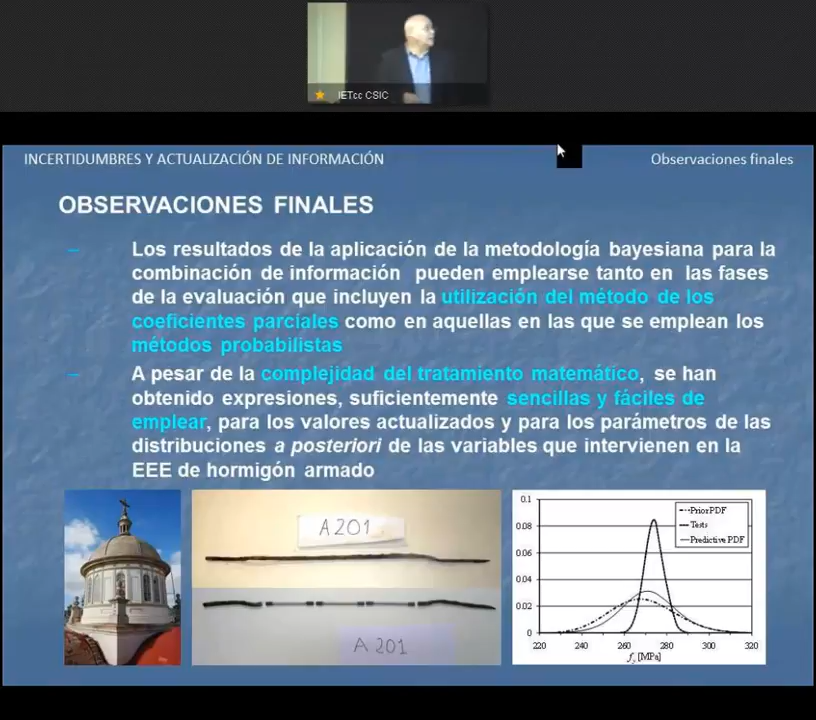 IETcc CSIC
INCERTIDUMBRES Y ACTUALIZACIÓN DE INFORMACIÓN
Observaciones finales
OBSERVACIONES FINALES
– Los resultados de la aplicación de la metodología bayesiana para la
combinación de información pueden emplearse tanto en las fases
de la evaluación que incluyen la utilización del método de los
coeficientes parciales como en aquellas en las que se emplean los
métodos probabilistas
– A pesar de la complejidad del tratamiento matemático, se han
obtenido expresiones, suficientemente sencillas y fáciles de
emplear, para los valores actualizados y para los parámetros de las
distribuciones a posteriori de las variables que intervienen en la
EEE de hormigón armado
A201
A 201
0.1
0.08
0.06
0.04
0.02
0
Prior PDF
Tests
Predictive PDF
220 240 260 280 300 320
fs [MPa]